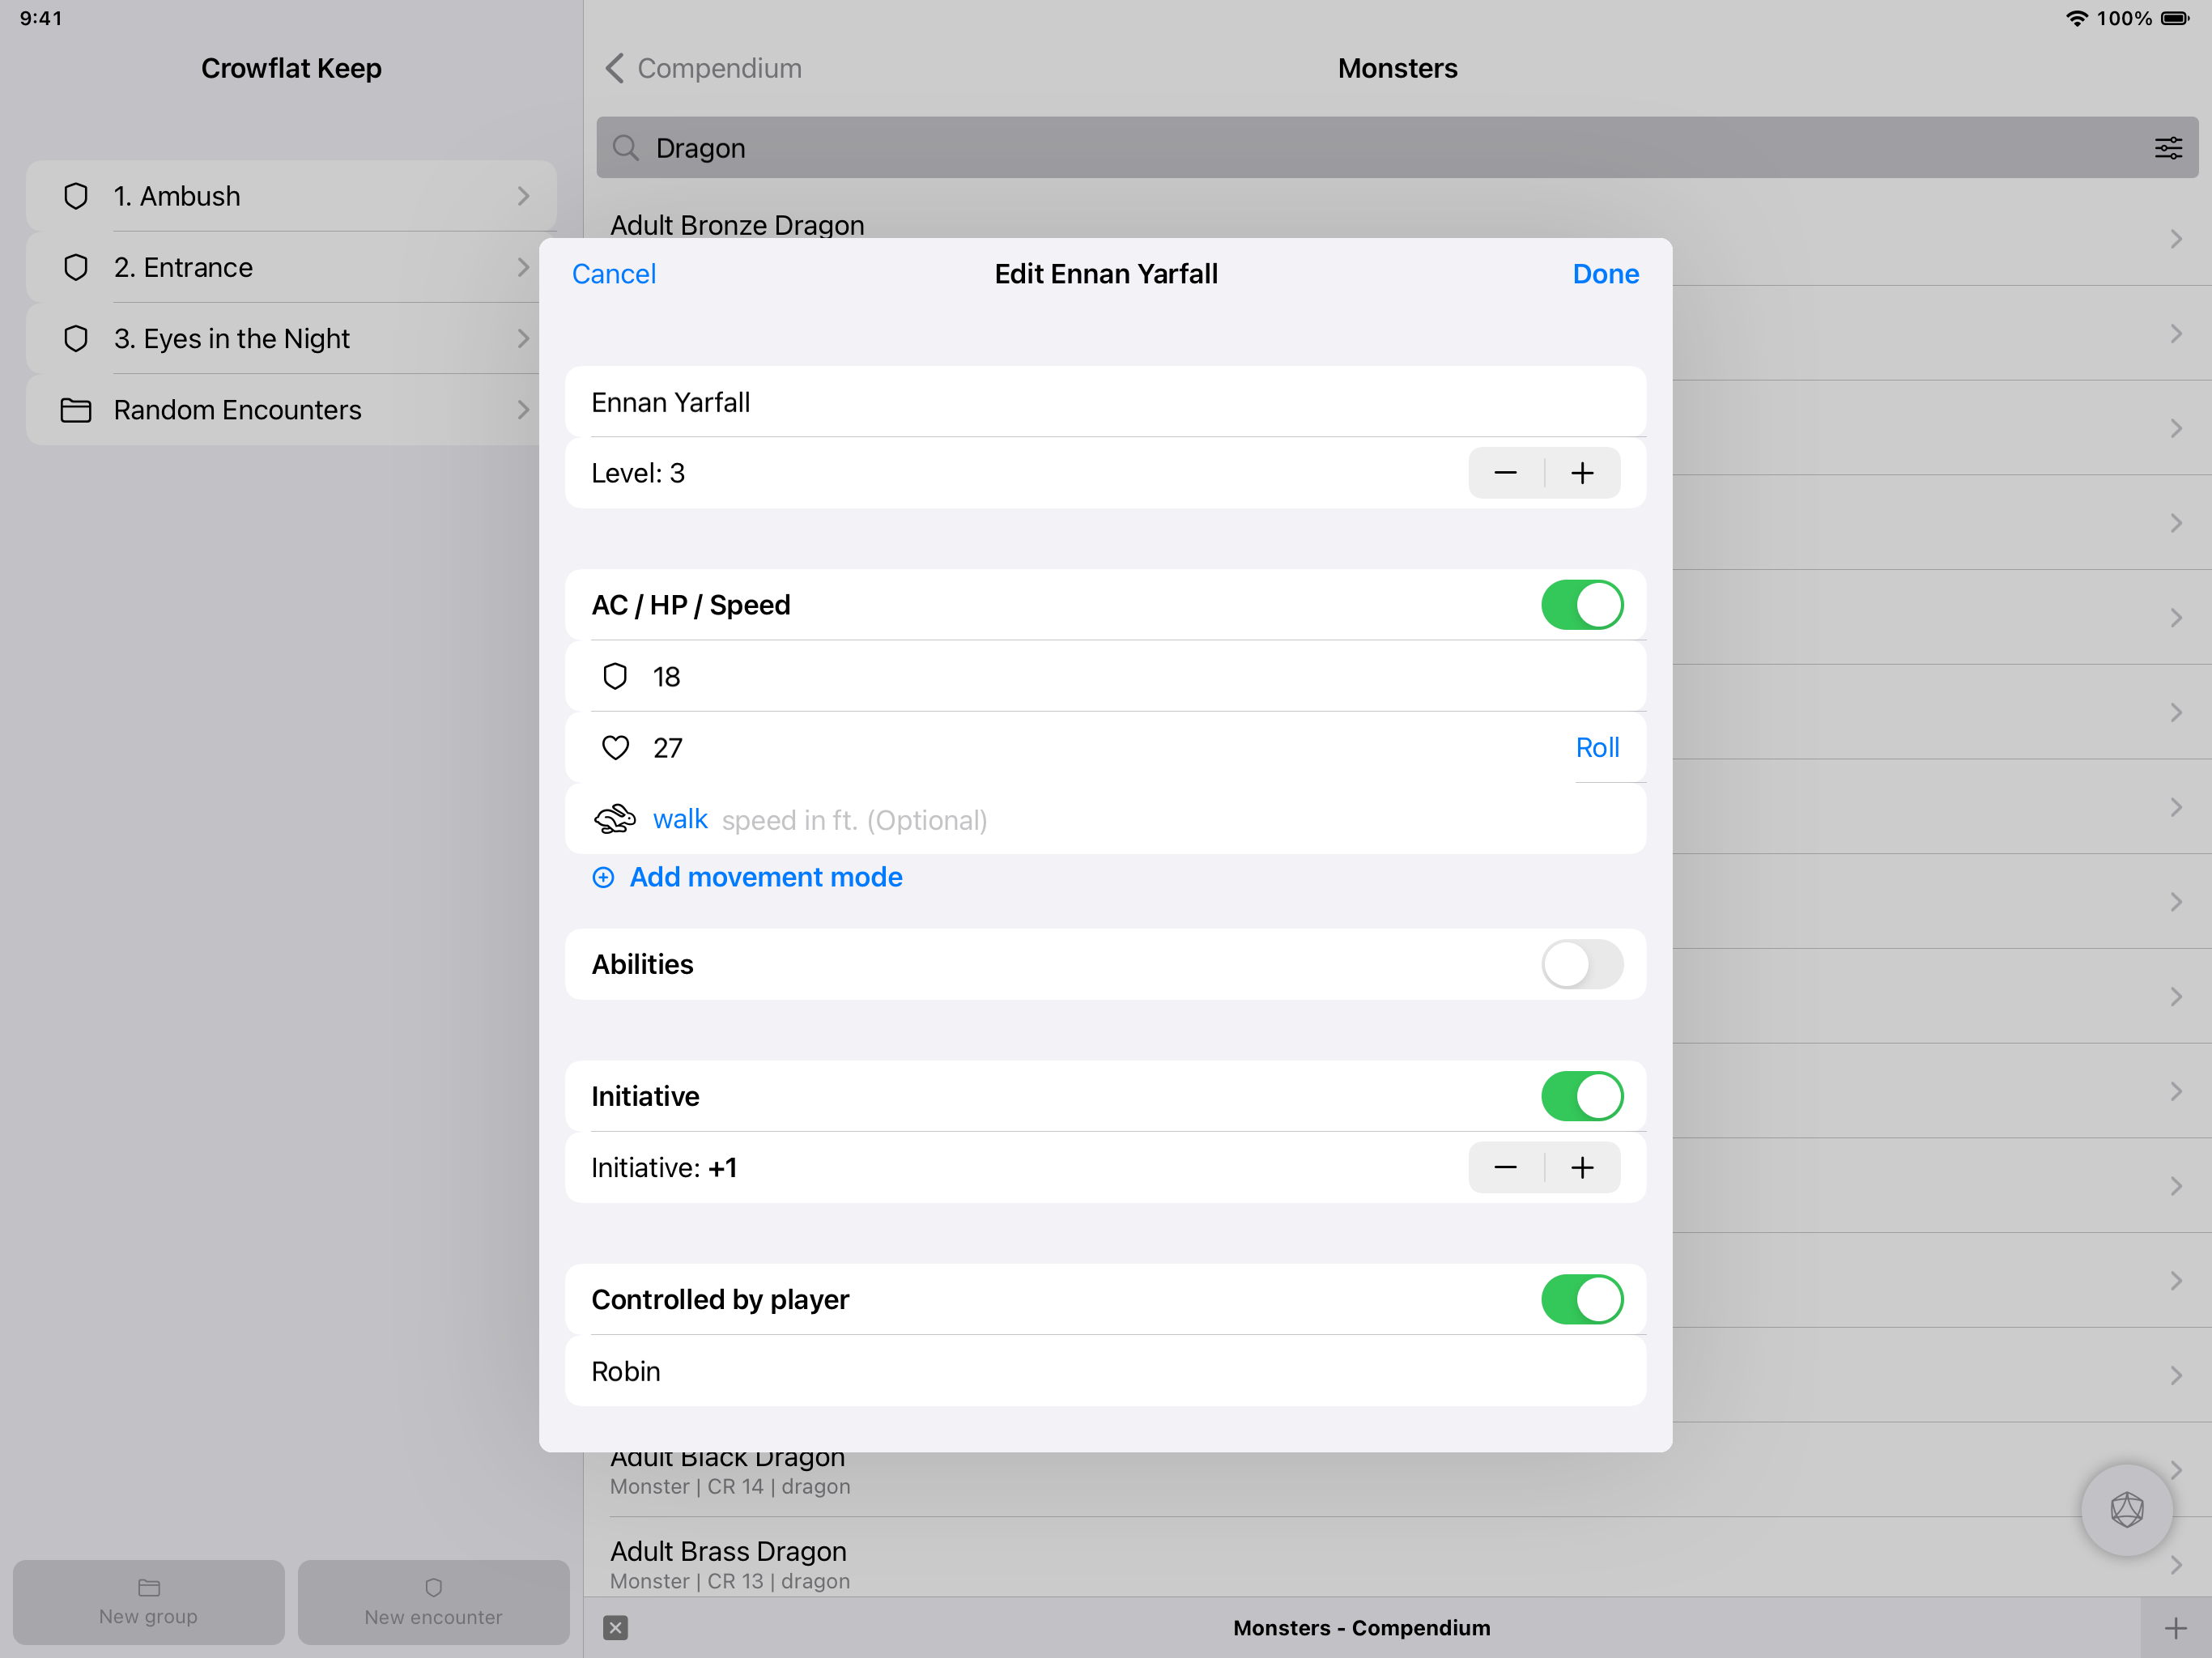 9:41
100%
Crowflat Keep
Compendium
Monsters
Dragon
1. Ambush
2. Entrance
3. Eyes in the Night
Random Encounters
Adult Bronze Dragon
Cancel
Edit Ennan Yarfall
Done
Ennan Yarfall
Level: 3
AC / HP / Speed
18
27
Roll
walk speed in ft. (Optional)
Add movement mode
Abilities
Initiative
Initiative: +1
Controlled by player
Robin
Adult Black Dragon
Monster | CR 14 | dragon
Adult Brass Dragon
Monster | CR 13 | dragon
New group
New encounter
Monsters - Compendium